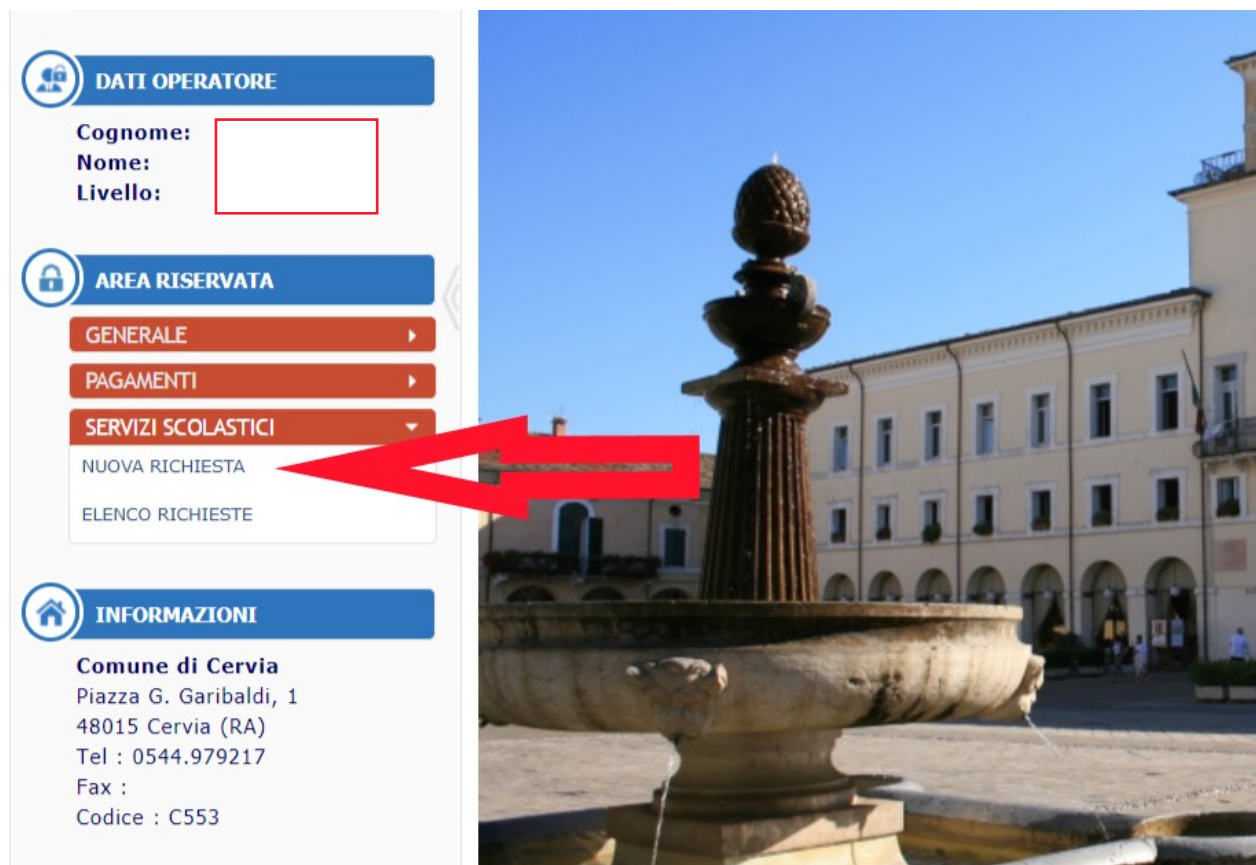 DATI OPERATORE
Cognome:
Nome:
Livello:
AREA RISERVATA
GENERALE
PAGAMENTI
SERVIZI SCOLASTICI
NUOVA RICHIESTA
ELENCO RICHIESTE
INFORMAZIONI
Comune di Cervia
Piazza G. Garibaldi, 1
48015 Cervia (RA)
Tel : 0544.979217
Fax :
Codice : C553